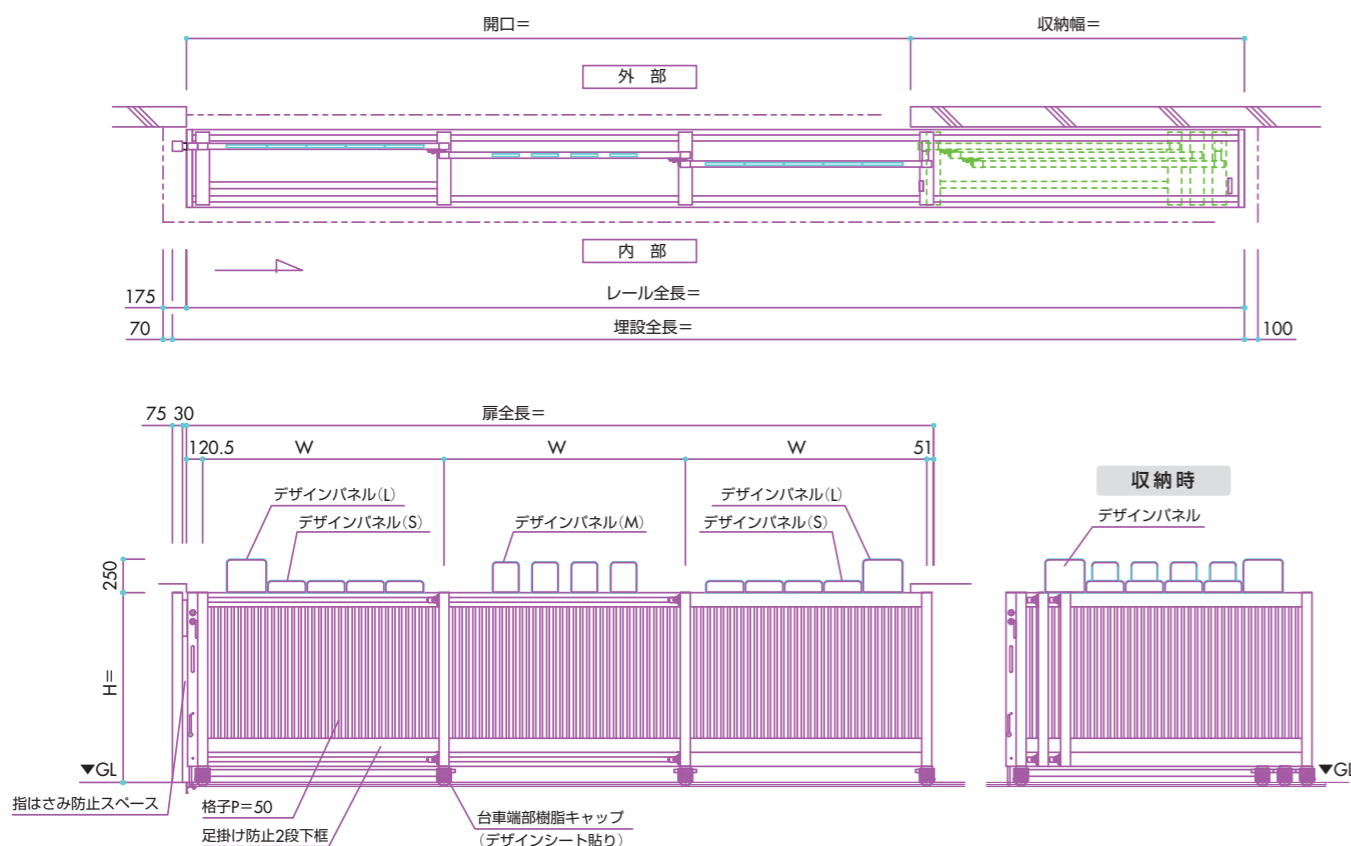 開口＝
収納幅＝
外 部
内 部
レール全長＝
175
埋設全長＝
70
100
75 30
扉全長＝
120.5
W
W
W
51
デザインパネル（L）
デザインパネル（S）
デザインパネル（M）
デザインパネル（L）
デザインパネル（S）
収納時
デザインパネル
250
H＝
▼GL
▼GL
指はさみ防止スペース
格子P＝50
足掛け防止2段下框
台車端部樹脂キャップ
（デザインシート貼り）